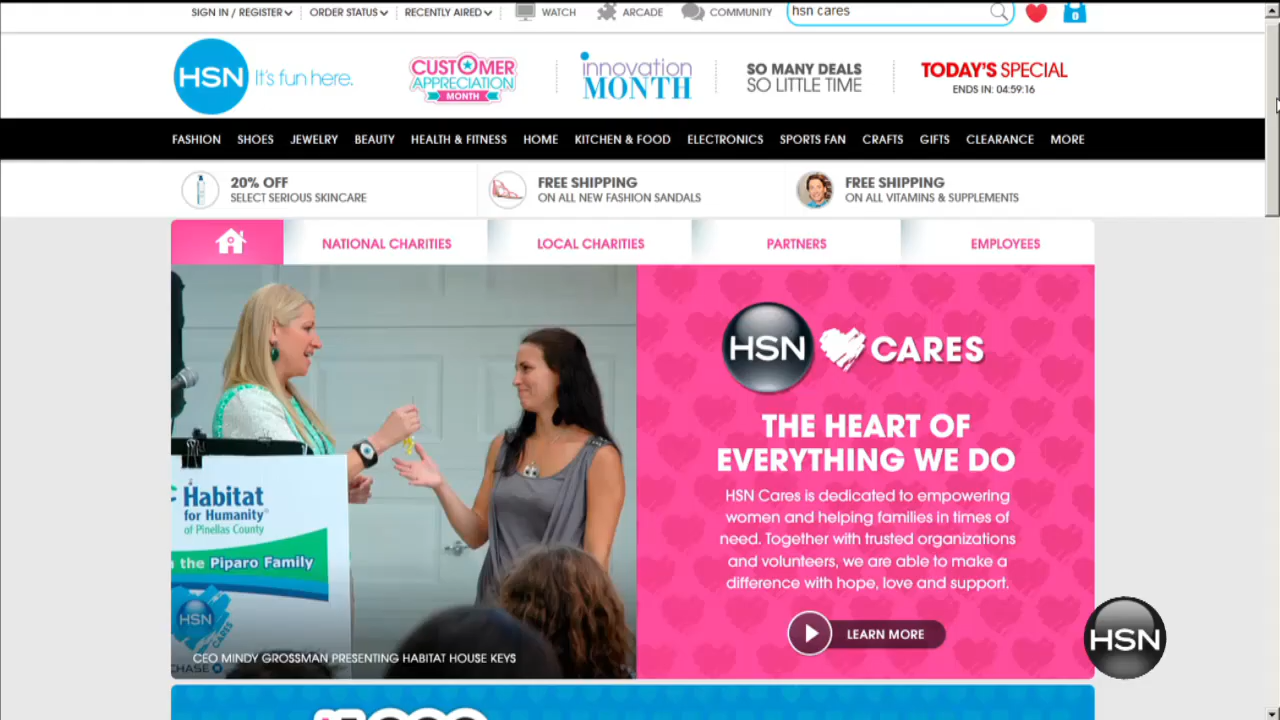 SIGN IN / REGISTER
ORDER STATUS
RECENTLY AIRED
WATCH
ARCADE
COMMUNITY
hsn cares
0
HSN It's fun here.
CUSTOMER
APPRECIATION
MONTH
innovation
MONTH
SO MANY DEALS
SO LITTLE TIME
TODAY'S SPECIAL
ENDS IN: 04:59:16
FASHION SHOES JEWELRY BEAUTY HEALTH & FITNESS HOME KITCHEN & FOOD ELECTRONICS SPORTS FAN CRAFTS GIFTS CLEARANCE MORE
20% OFF
SELECT SERIOUS SKINCARE
FREE SHIPPING
ON ALL NEW FASHION SANDALS
FREE SHIPPING
ON ALL VITAMINS & SUPPLEMENTS
NATIONAL CHARITIES
LOCAL CHARITIES
PARTNERS
EMPLOYEES
Habitat
for Humanity®
of Pinellas County
the Piparo Family
HSN
CARES
CHASE
CEO MINDY GROSSMAN PRESENTING HABITAT HOUSE KEYS
HSN CARES
THE HEART OF
EVERYTHING WE DO
HSN Cares is dedicated to empowering
women and helping families in times of
need. Together with trusted organizations
and volunteers, we are able to make a
difference with hope, love and support.
LEARN MORE
HSN